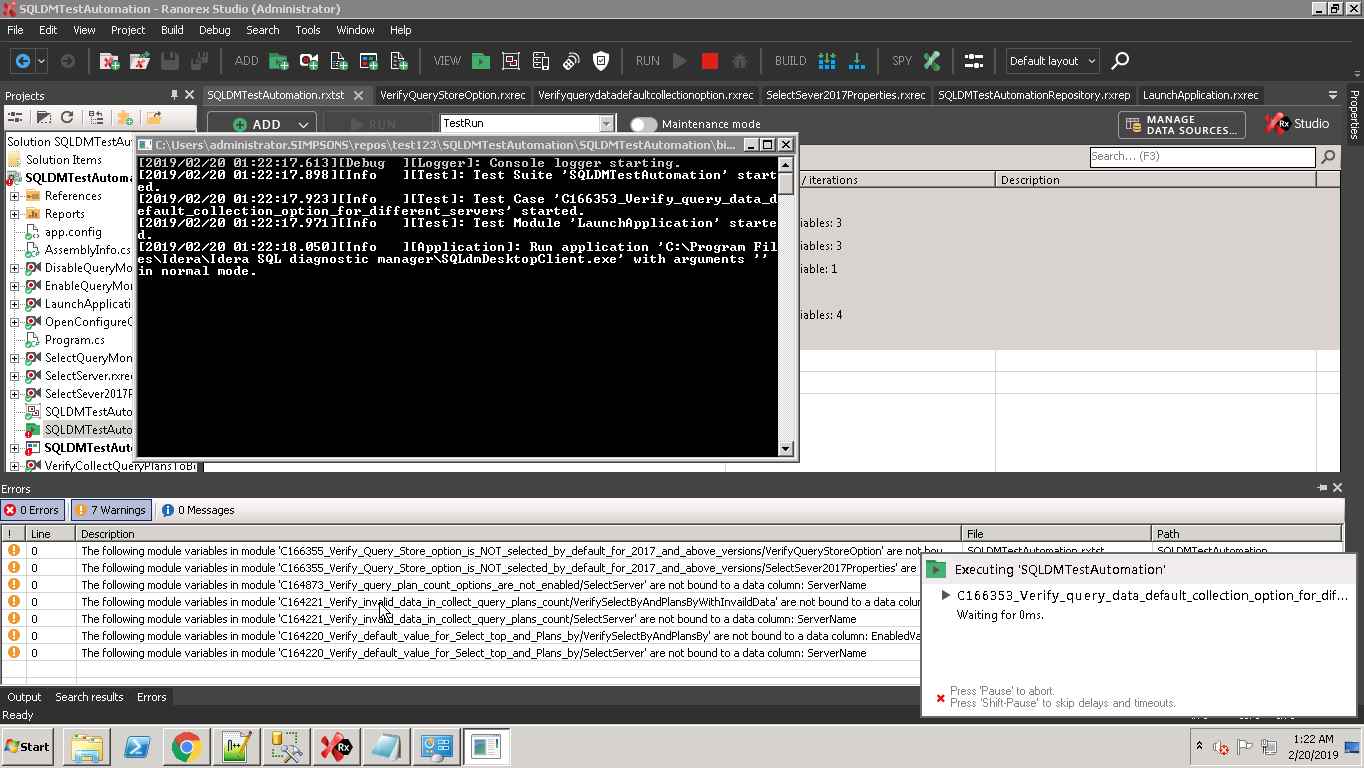 SQLDMTestAutomation - Ranorex Studio (Administrator)
File Edit View Project Build Debug Search Tools Window Help
ADD VIEW RUN BUILD SPY Default layout
Projects
SQLDMTestAutomation.rxtst VerifyQueryStoreOption.rxrec Verifyquerydatadefaultcollectionoption.rxrec SelectSever2017Properties.rxrec SQLDMTestAutomationRepository.rxrep LaunchApplication.rxrec
Properties
ADD RUN TestRun Maintenance mode MANAGE DATA SOURCES... Rx Studio
Search... (F3)
/ iterations Description
iables: 3
iables: 3
iable: 1
iables: 4
Solution SQLDMTestAu
Solution Items
SQLDMTestAutoma
References
Reports
app.config
AssemblyInfo.cs
DisableQueryMo
EnableQueryMo
LaunchApplicati
OpenConfigureC
Program.cs
SelectQueryMon
SelectServer.rxre
SelectSever2017P
SQLDMTestAuto
SQLDMTestAuto
SQLDMTestAut
VerifyCollectQueryPlansToBe
C:\Users\administrator.SIMPSONS\repos\test123\SQLDMTestAutomation\SQLDMTestAutomation\bi...
[2019/02/20 01:22:17.613][Debug ][Logger]: Console logger starting.
[2019/02/20 01:22:17.898][Info ][Test]: Test Suite 'SQLDMTestAutomation' start
ed.
[2019/02/20 01:22:17.923][Info ][Test]: Test Case 'C166353_Verify_query_data_d
efault_collection_option_for_different_servers' started.
[2019/02/20 01:22:17.971][Info ][Test]: Test Module 'LaunchApplication' starte
d.
[2019/02/20 01:22:18.050][Info ][Application]: Run application 'C:\Program Fil
es\Idera\Idera SQL diagnostic manager\SQLdmDesktopClient.exe' with arguments ''
in normal mode.
Errors
0 Errors 7 Warnings 0 Messages
! Line Description File Path
0 The following module variables in module 'C166355_Verify_Query_Store_option_is_NOT_selected_by_default_for_2017_and_above_versions/VerifyQueryStoreOption' are not bou SQLDMTestAutomation.rxtst SQLDMTestAutomation
0 The following module variables in module 'C166355_Verify_Query_Store_option_is_NOT_selected_by_default_for_2017_and_above_versions/SelectSever2017Properties' are
0 The following module variables in module 'C164873_Verify_query_plan_count_options_are_not_enabled/SelectServer' are not bound to a data column: ServerName
0 The following module variables in module 'C164221_Verify_invalid_data_in_collect_query_plans_count/VerifySelectByAndPlansByWithInvaildData' are not bound to a data colur
0 The following module variables in module 'C164221_Verify_invalid_data_in_collect_query_plans_count/SelectServer' are not bound to a data column: ServerName
0 The following module variables in module 'C164220_Verify_default_value_for_Select_top_and_Plans_by/VerifySelectByAndPlansBy' are not bound to a data column: EnabledVa
0 The following module variables in module 'C164220_Verify_default_value_for_Select_top_and_Plans_by/SelectServer' are not bound to a data column: ServerName
Executing 'SQLDMTestAutomation'
C166353_Verify_query_data_default_collection_option_for_dif...
Waiting for 0ms.
Press 'Pause' to abort.
Press 'Shift-Pause' to skip delays and timeouts.
Output Search results Errors
Ready
Start
Rx
1:22 AM
2/20/2019